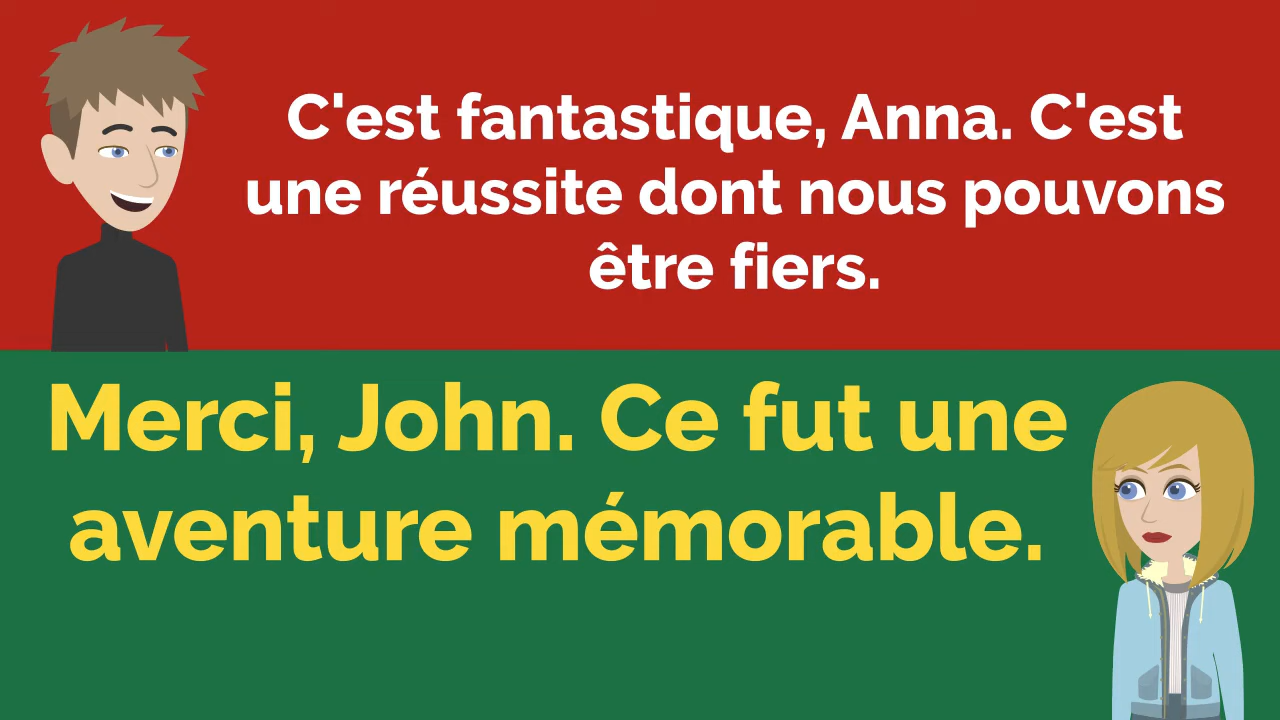 C'est fantastique, Anna. C'est
une réussite dont nous pouvons
être fiers.
Merci, John. Ce fut une
aventure mémorable.